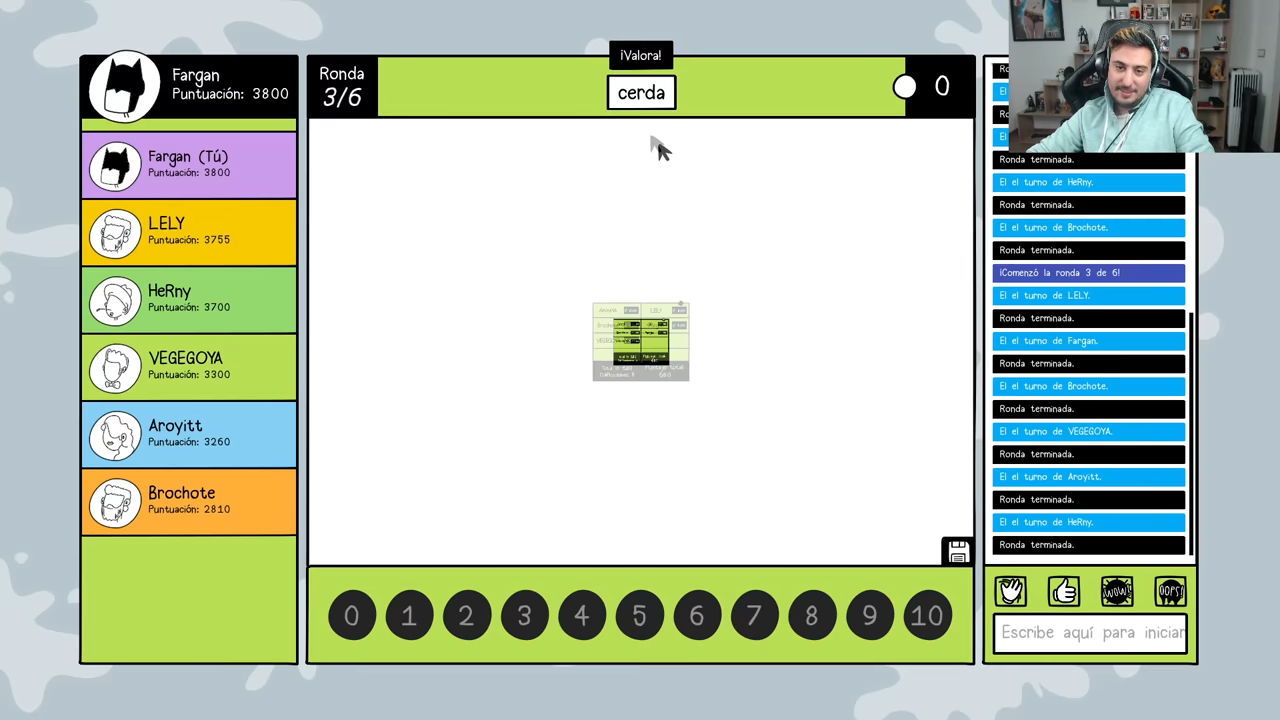 Fargan
Puntuación: 3800
Fargan (Tú)
Puntuación: 3800
LELY
Puntuación: 3755
HeRny
Puntuación: 3700
VEGEGOYA
Puntuación: 3300
Aroyitt
Puntuación: 3260
Brochote
Puntuación: 2810
Ronda
3/6
¡Valora!
cerda
0
0 1 2 3 4 5 6 7 8 9 10
Ro
El
Ro
El
Ronda terminada.
El el turno de HeRny.
Ronda terminada.
El el turno de Brochote.
Ronda terminada.
¡Comenzó la ronda 3 de 6!
El el turno de LELY.
Ronda terminada.
El el turno de Fargan.
Ronda terminada.
El el turno de Brochote.
Ronda terminada.
El el turno de VEGEGOYA.
Ronda terminada.
El el turno de Aroyitt.
Ronda terminada.
El el turno de HeRny.
Ronda terminada.
WOW!
OOPS!
Escribe aquí para iniciar